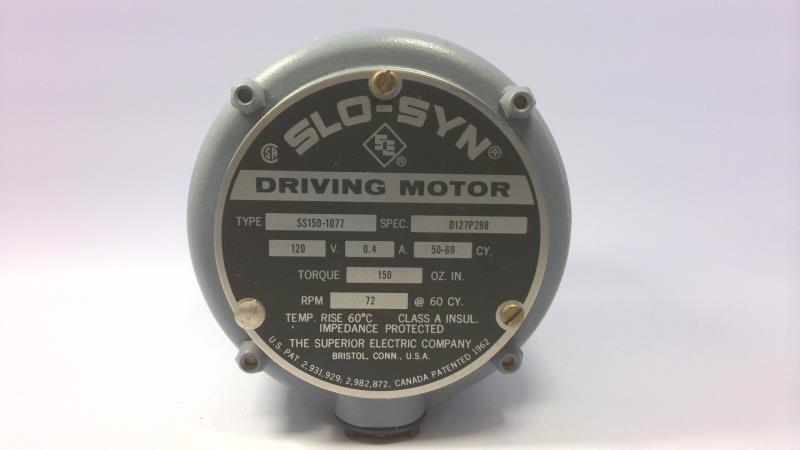 SLO-SYN®
SA
SE®
DRIVING MOTOR
TYPE SS150-1077 SPEC. D127P298
120 V. 0.4 A. 50-60 CY.
TORQUE 150 OZ. IN.
RPM 72 @ 60 CY.
TEMP. RISE 60°C CLASS A INSUL.
IMPEDANCE PROTECTED
THE SUPERIOR ELECTRIC COMPANY
BRISTOL, CONN., U.S.A.
U.S. PAT. 2,931,929; 2,982,872, CANADA PATENTED 1962